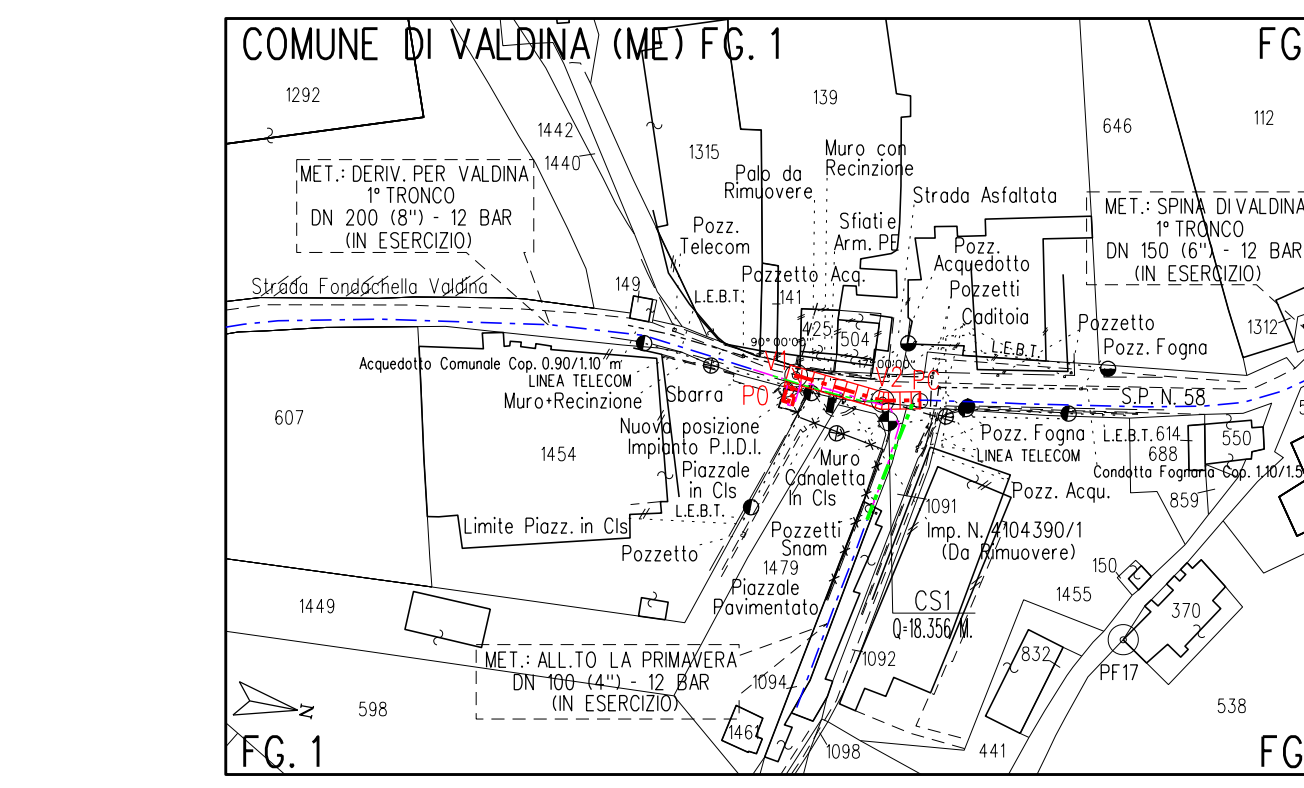 COMUNE DI VALDINA (ME) FG. 1
FG
1292
139
112
646
1442
1440
1315
Muro con
Recinzione
MET.: DERIV. PER VALDINA
1° TRONCO
DN 200 (8") - 12 BAR
(IN ESERCIZIO)
Palo da
Rimuovere
Strada Asfaltata
MET.: SPINA DI VALDINA
1° TRONCO
DN 150 (6") - 12 BAR
(IN ESERCIZIO)
Pozz.
Telecom
Sfiati e
Arm. PE
Pozz.
Acquedotto
Pozzetti
Caditoia
Pozzetto Acq.
Strada Fondachella Valdina
149
L.E.B.T.
141
425
504
90°00'00"
Pozzetto
Pozz. Fogna
1312
L.E.B.T.
Acquedotto Comunale Cop. 0.90/1.10 m
LINEA TELECOM
Muro+Recinzione
Sbarra
V1
V2
PC
P0
S.P. N. 58
607
1454
Nuova posizione
Impianto P.I.D.I.
Piazzale
in Cls
L.E.B.T.
Muro
Canaletta
In Cls
Pozz. Fogna
LINEA TELECOM
L.E.B.T.
614
688
550
Condotta Fognaria Cop. 1.10/1.5
859
Pozz. Acqu.
1091
Limite Piazz. in Cls
Pozzetto
Pozzetti
Snam
Imp. N. 4104390/1
(Da Rimuovere)
1479
Piazzale
Pavimentato
150
1455
370
CS1
Q=18.356 M.
1449
832
PF17
MET.: ALL.TO LA PRIMAVERA
DN 100 (4") - 12 BAR
(IN ESERCIZIO)
1092
1094
N
598
538
1461
1098
441
FG. 1
FG